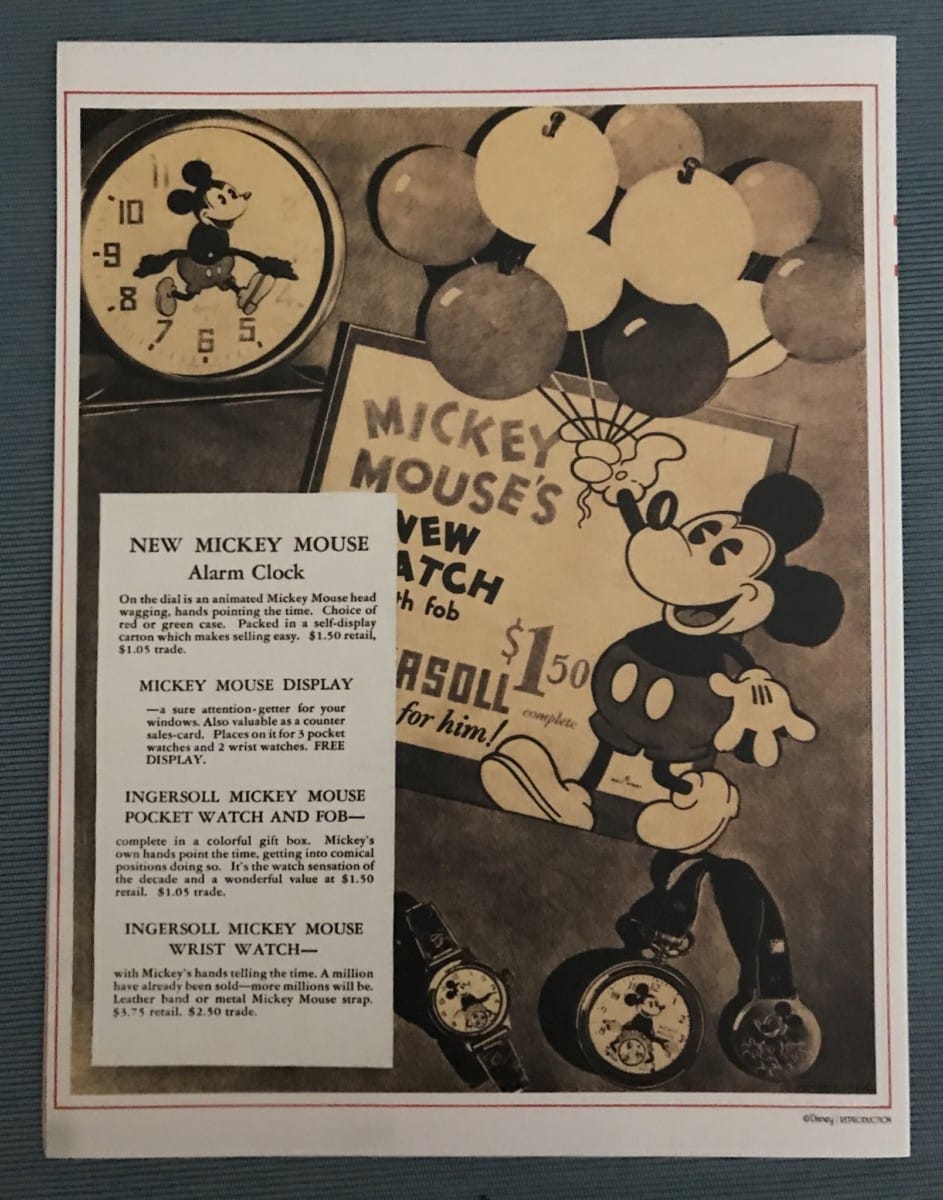 11
10
9
8
7
6
5
MICKEY
MOUSE'S
NEW
ATCH
th fob
$1.50
RSOLL
complete
for him!
NEW MICKEY MOUSE
Alarm Clock
On the dial is an animated Mickey Mouse head
wagging, hands pointing the time. Choice of
red or green case. Packed in a self-display
carton which makes selling easy. $1.50 retail,
$1.05 trade.
MICKEY MOUSE DISPLAY
—a sure attention-getter for your
windows. Also valuable as a counter
sales-card. Places on it for 3 pocket
watches and 2 wrist watches. FREE
DISPLAY.
INGERSOLL MICKEY MOUSE
POCKET WATCH AND FOB—
complete in a colorful gift box. Mickey's
own hands point the time, getting into comical
positions doing so. It's the watch sensation of
the decade and a wonderful value at $1.50
retail. $1.05 trade.
INGERSOLL MICKEY MOUSE
WRIST WATCH—
with Mickey's hands telling the time. A million
have already been sold—more millions will be.
Leather band or metal Mickey Mouse strap.
$3.75 retail. $2.50 trade.
©Disney | REPRODUCTION